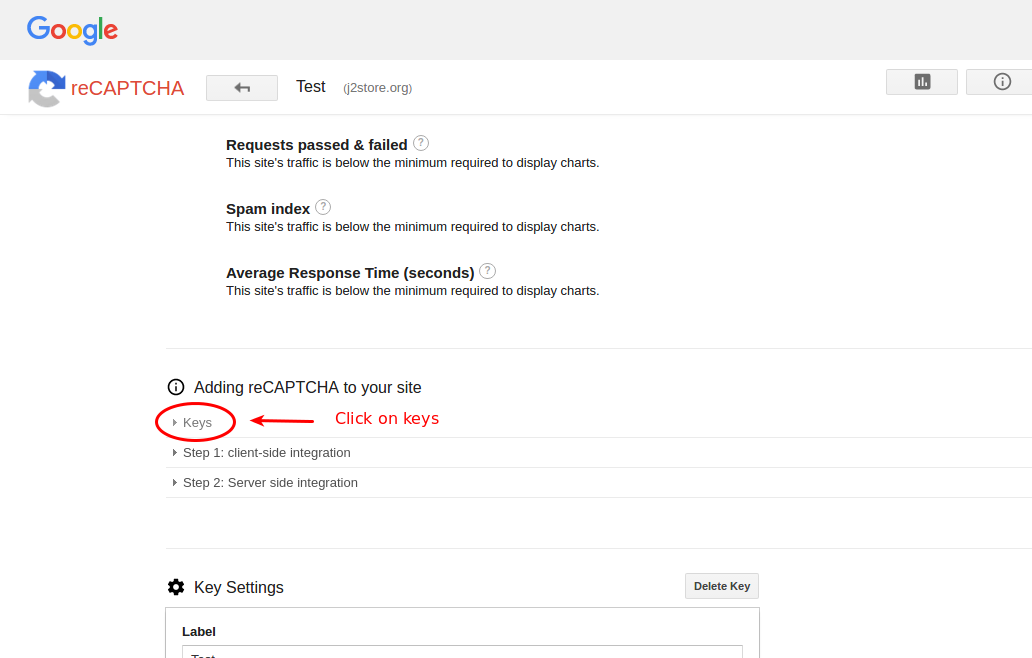 Google
reCAPTCHA Test (j2store.org)
Requests passed & failed ?
This site's traffic is below the minimum required to display charts.
Spam index ?
This site's traffic is below the minimum required to display charts.
Average Response Time (seconds) ?
This site's traffic is below the minimum required to display charts.
Adding reCAPTCHA to your site
Keys Click on keys
Step 1: client-side integration
Step 2: Server side integration
Key Settings Delete Key
Label
Test